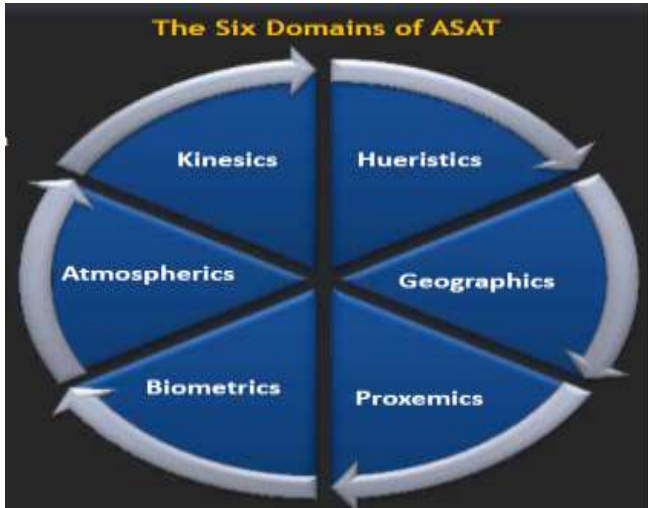 The Six Domains of ASAT
Kinesics
Hueristics
Atmospherics
Geographics
Biometrics
Proxemics